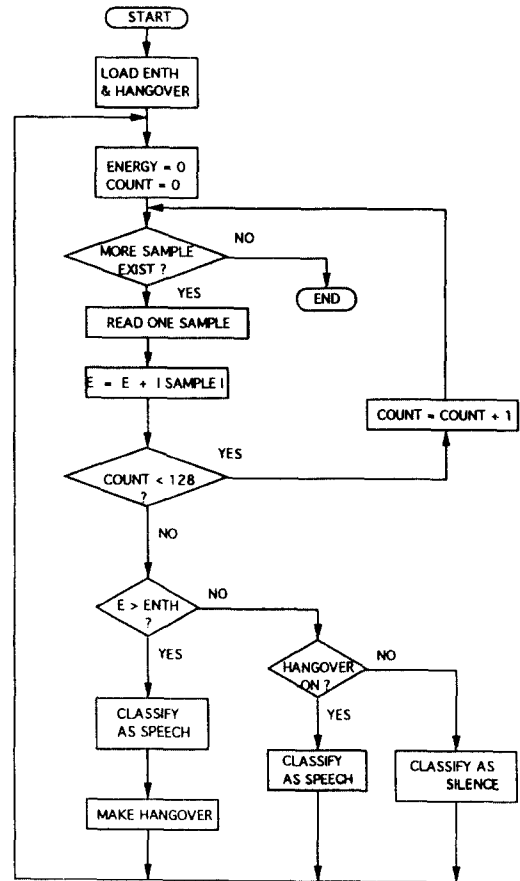 START
LOAD ENTH
& HANGOVER
ENERGY = 0
COUNT = 0
MORE SAMPLE
EXIST ?
NO
END
YES
READ ONE SAMPLE
E = E + | SAMPLE |
COUNT = COUNT + 1
COUNT < 128
?
YES
NO
E > ENTH
?
NO
YES
HANGOVER
ON ?
NO
YES
CLASSIFY
AS SPEECH
CLASSIFY
AS SPEECH
CLASSIFY AS
SILENCE
MAKE HANGOVER